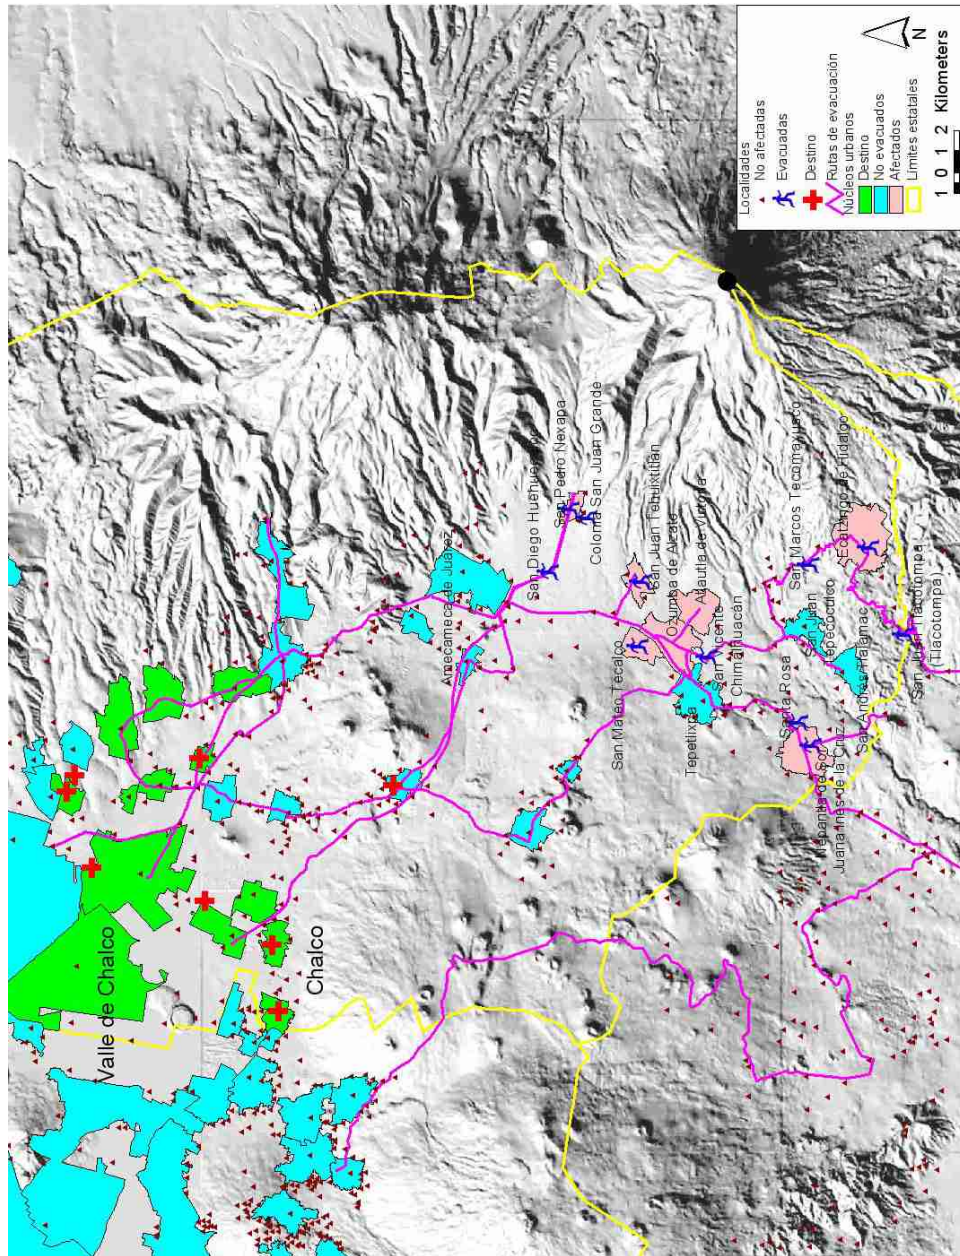 Valle de Chalco
Chalco
Amecameca de Juárez
San Diego Huehuecalco
San Pedro Nexapa
Colonia San Juan Grande
San Juan Tehuixtitlán
San Mateo Tecalco
Ozumba de Alzate
Atlautla de Victoria
San Vicente
Chimalhuacán
Tepetlixpa
San Marcos Tecomaxusco
Ecatzingo de Hidalgo
San Juan
Tepecoculco
Santa Rosa
Nepantla de Sor
Juana Inés de la Cruz
San Andrés Tlalamac
San Juan Tlacotompa
(Tlacotompa)
Localidades
No afectadas
Evacuadas
Destino
Rutas de evacuación
Núcleos urbanos
Destino
No evacuados
Afectados
Limites estatales
N
1 0 1 2 Kilometers